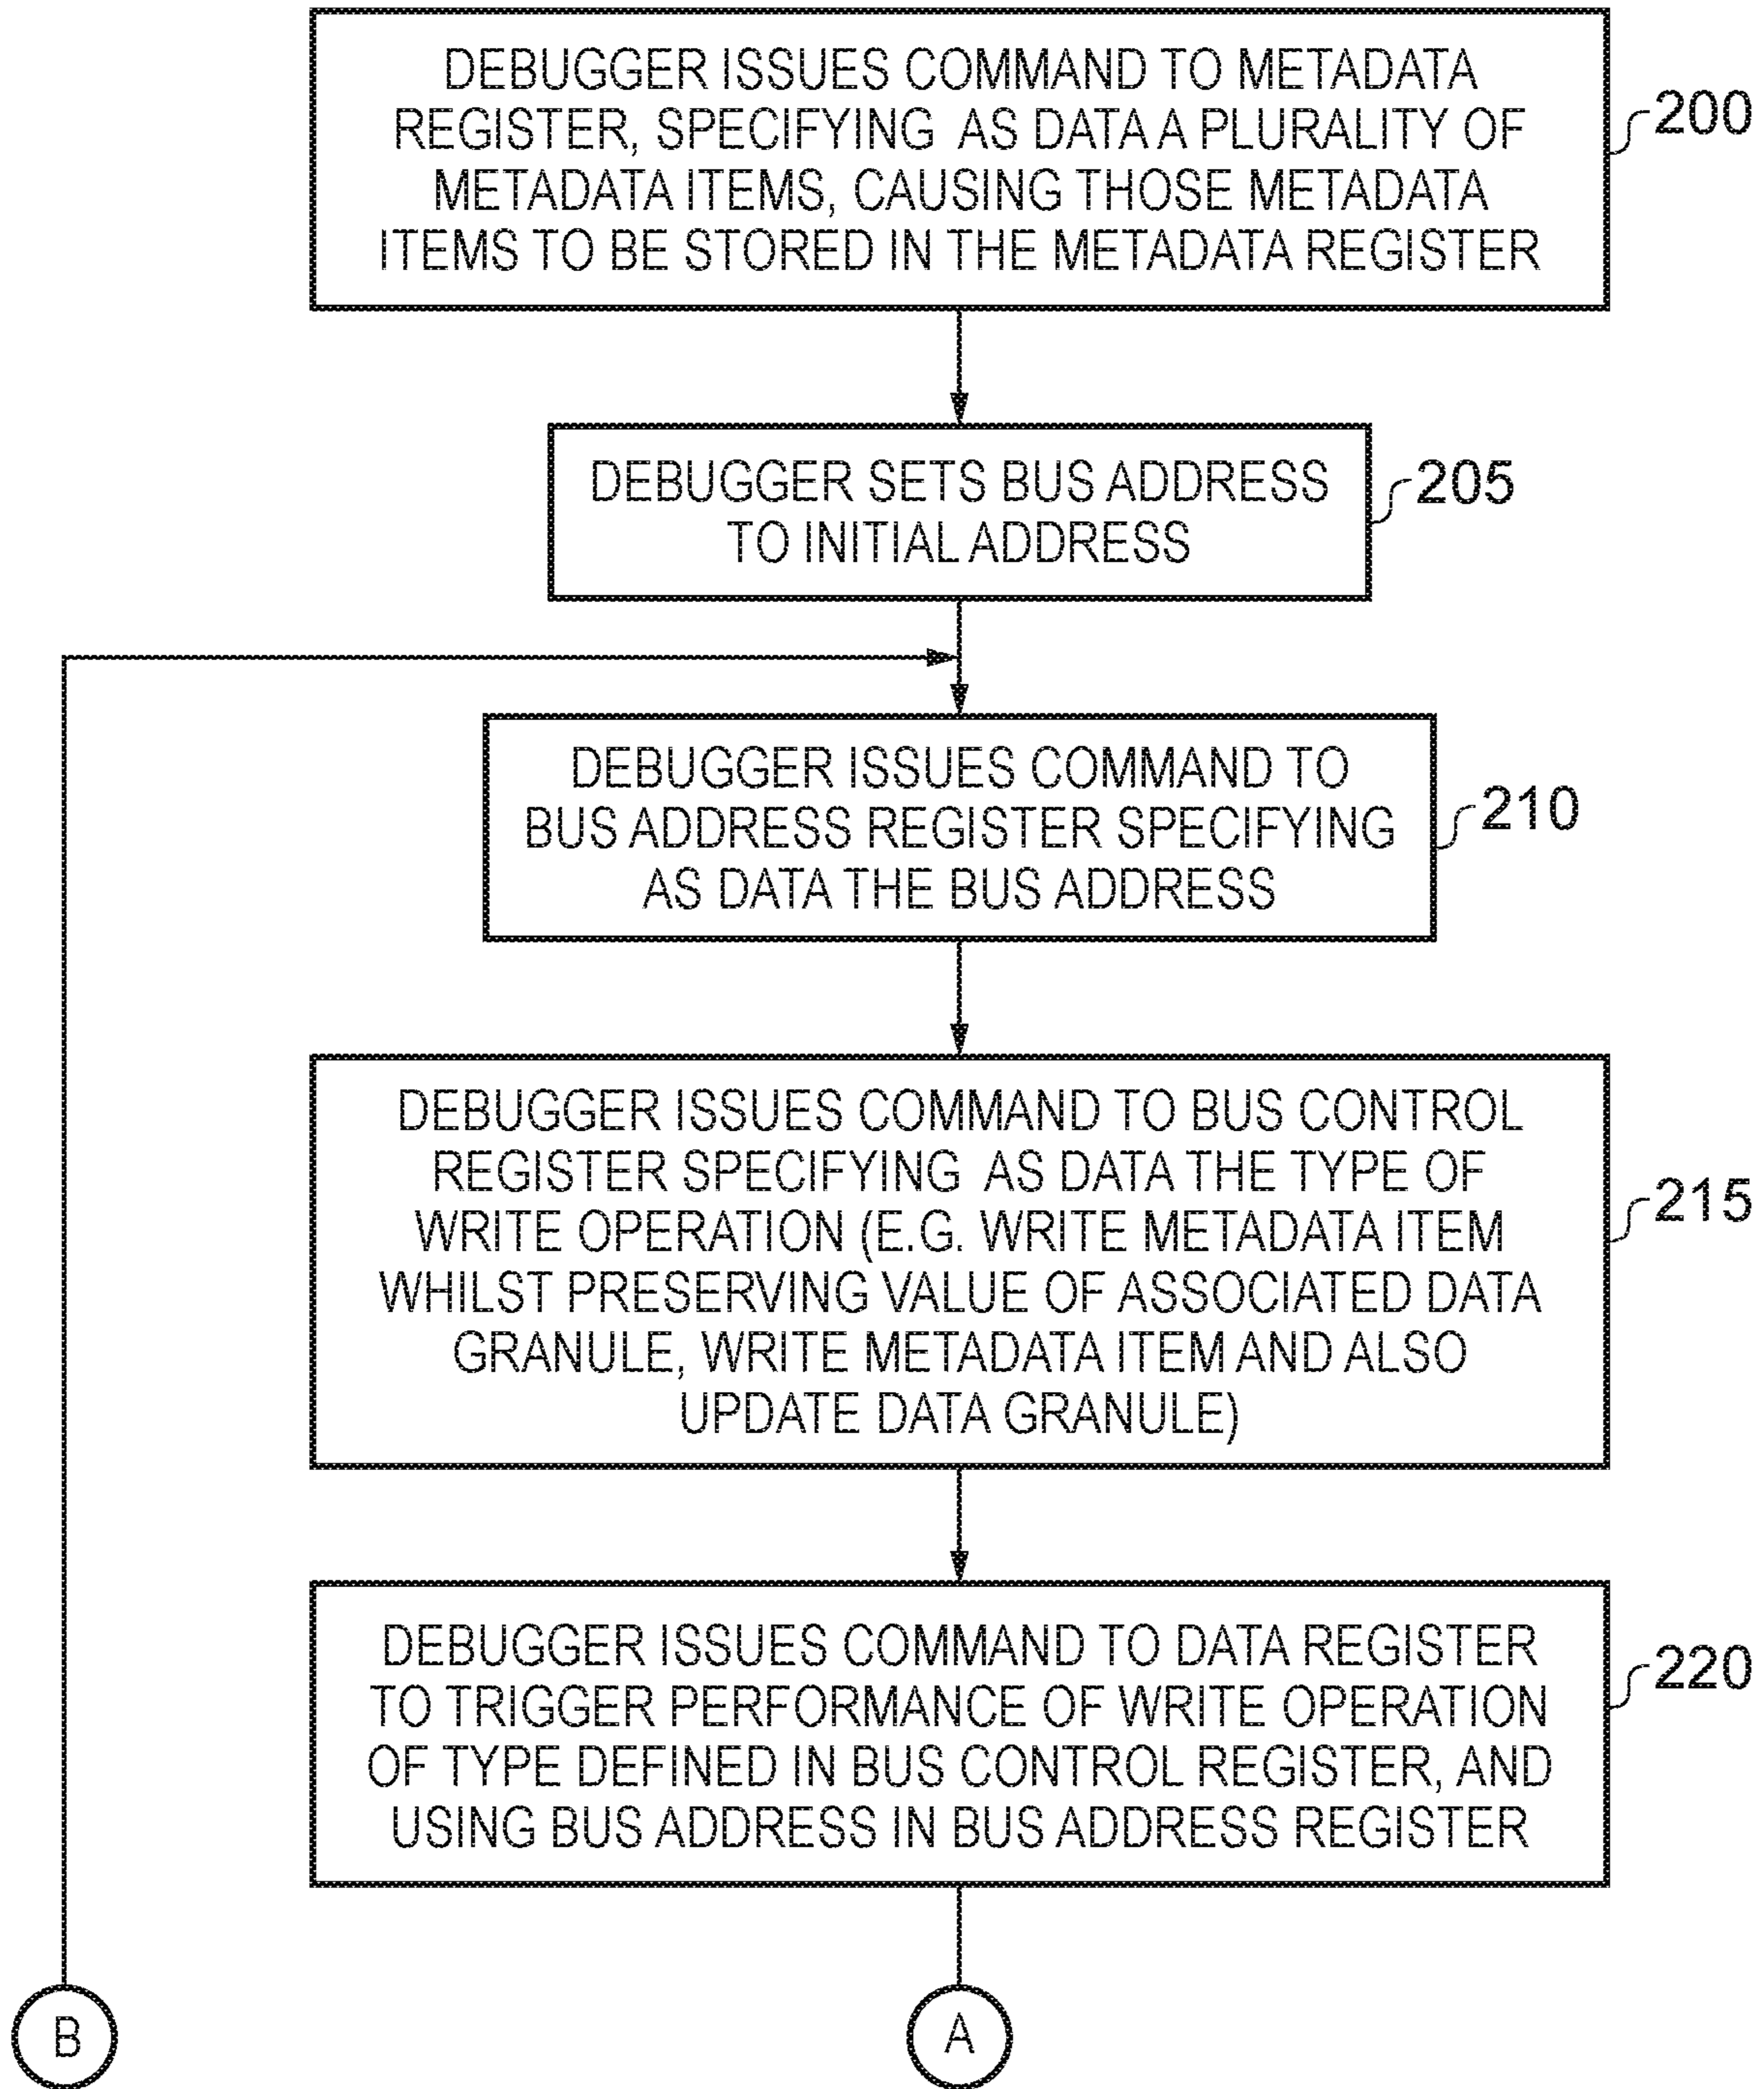 DEBUGGER ISSUES COMMAND TO METADATA
REGISTER, SPECIFYING AS DATA A PLURALITY OF
METADATA ITEMS, CAUSING THOSE METADATA
ITEMS TO BE STORED IN THE METADATA REGISTER
200
DEBUGGER SETS BUS ADDRESS
TO INITIAL ADDRESS
205
DEBUGGER ISSUES COMMAND TO
BUS ADDRESS REGISTER SPECIFYING
AS DATA THE BUS ADDRESS
210
DEBUGGER ISSUES COMMAND TO BUS CONTROL
REGISTER SPECIFYING AS DATA THE TYPE OF
WRITE OPERATION (E.G. WRITE METADATA ITEM
WHILST PRESERVING VALUE OF ASSOCIATED DATA
GRANULE, WRITE METADATA ITEM AND ALSO
UPDATE DATA GRANULE)
215
DEBUGGER ISSUES COMMAND TO DATA REGISTER
TO TRIGGER PERFORMANCE OF WRITE OPERATION
OF TYPE DEFINED IN BUS CONTROL REGISTER, AND
USING BUS ADDRESS IN BUS ADDRESS REGISTER
220
B
A